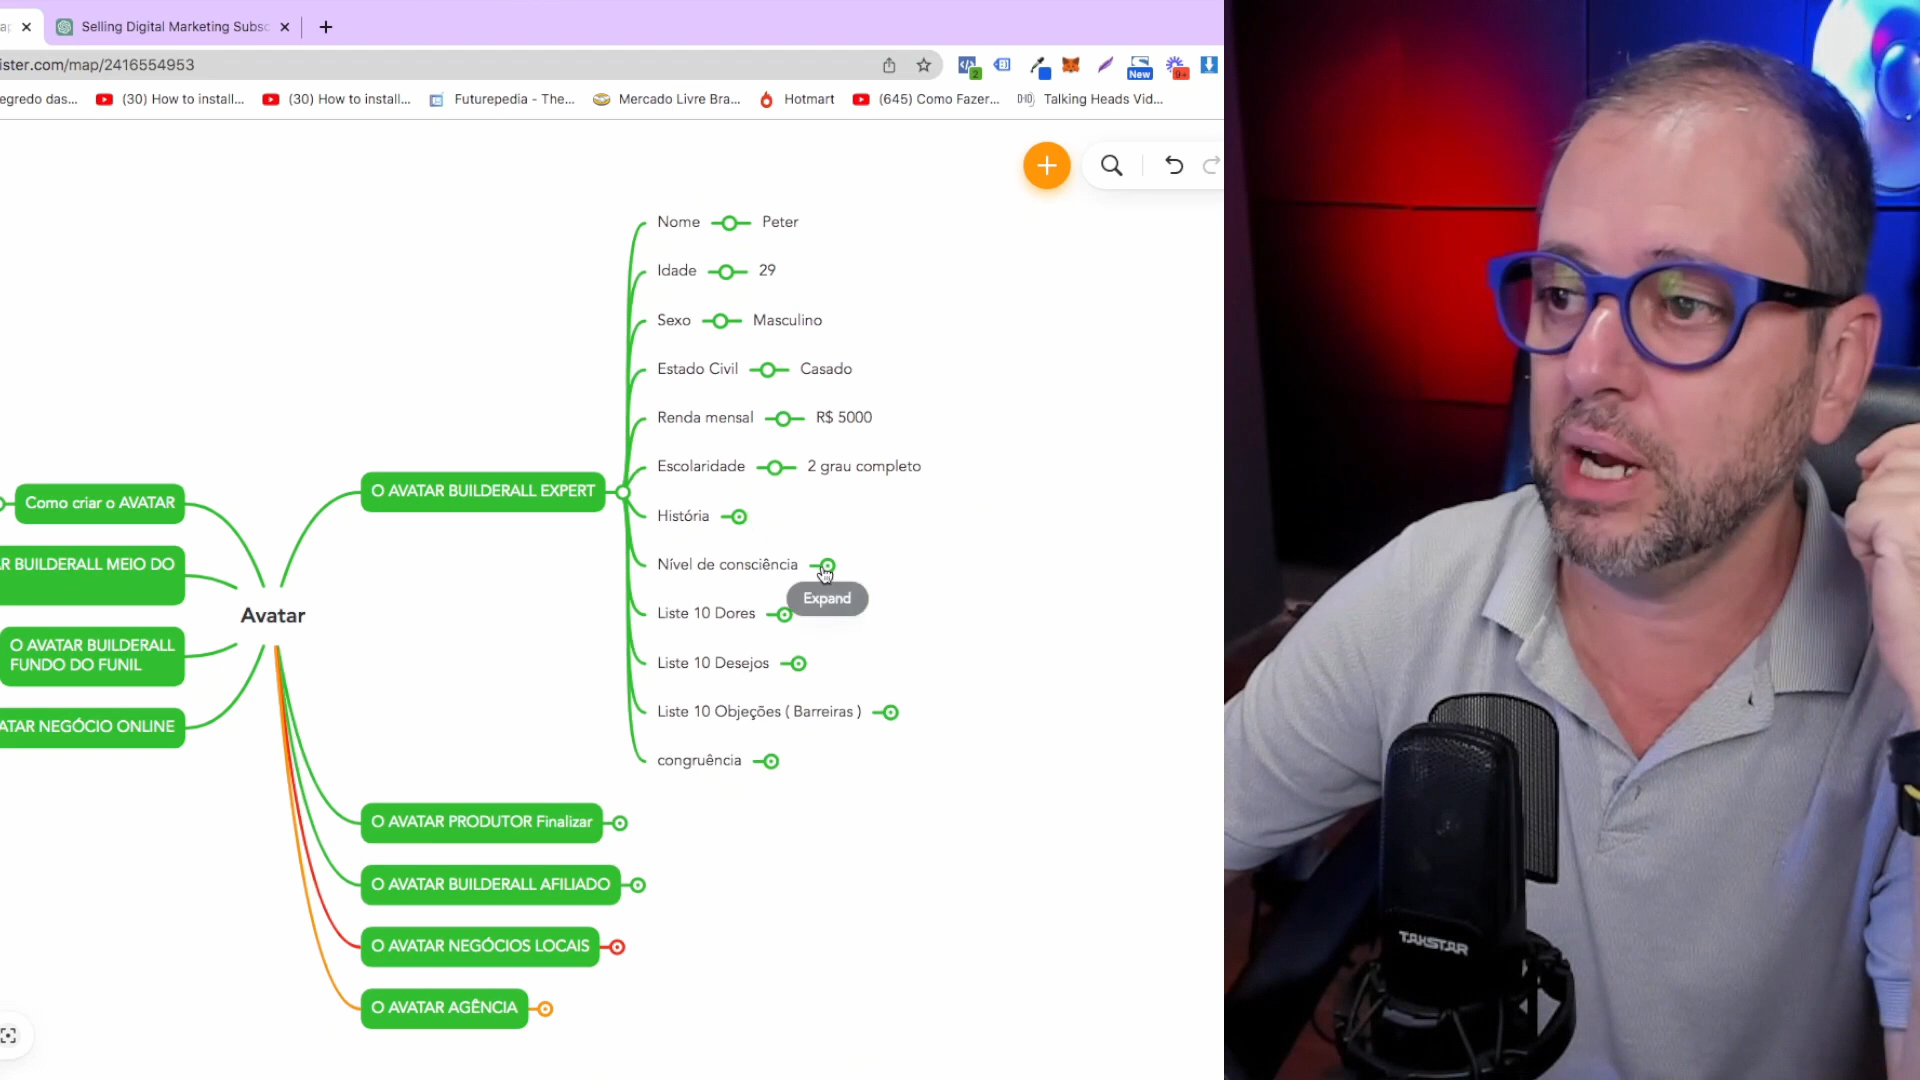 Selling Digital Marketing Subsc
ister.com/map/2416554953
2
New
9+
egredo das...
(30) How to install...
(30) How to install...
Futurepedia - The...
Mercado Livre Bra...
Hotmart
(645) Como Fazer...
Talking Heads Vid...
Nome
Peter
Idade
29
Sexo
Masculino
Estado Civil
Casado
Renda mensal
R$ 5000
Escolaridade
2 grau completo
História
Nível de consciência
Expand
Liste 10 Dores
Liste 10 Desejos
Liste 10 Objeções ( Barreiras )
congruência
O AVATAR BUILDERALL EXPERT
Como criar o AVATAR
R BUILDERALL MEIO DO
Avatar
O AVATAR BUILDERALL
FUNDO DO FUNIL
ATAR NEGÓCIO ONLINE
O AVATAR PRODUTOR Finalizar
O AVATAR BUILDERALL AFILIADO
O AVATAR NEGÓCIOS LOCAIS
O AVATAR AGÊNCIA
TAKSTAR